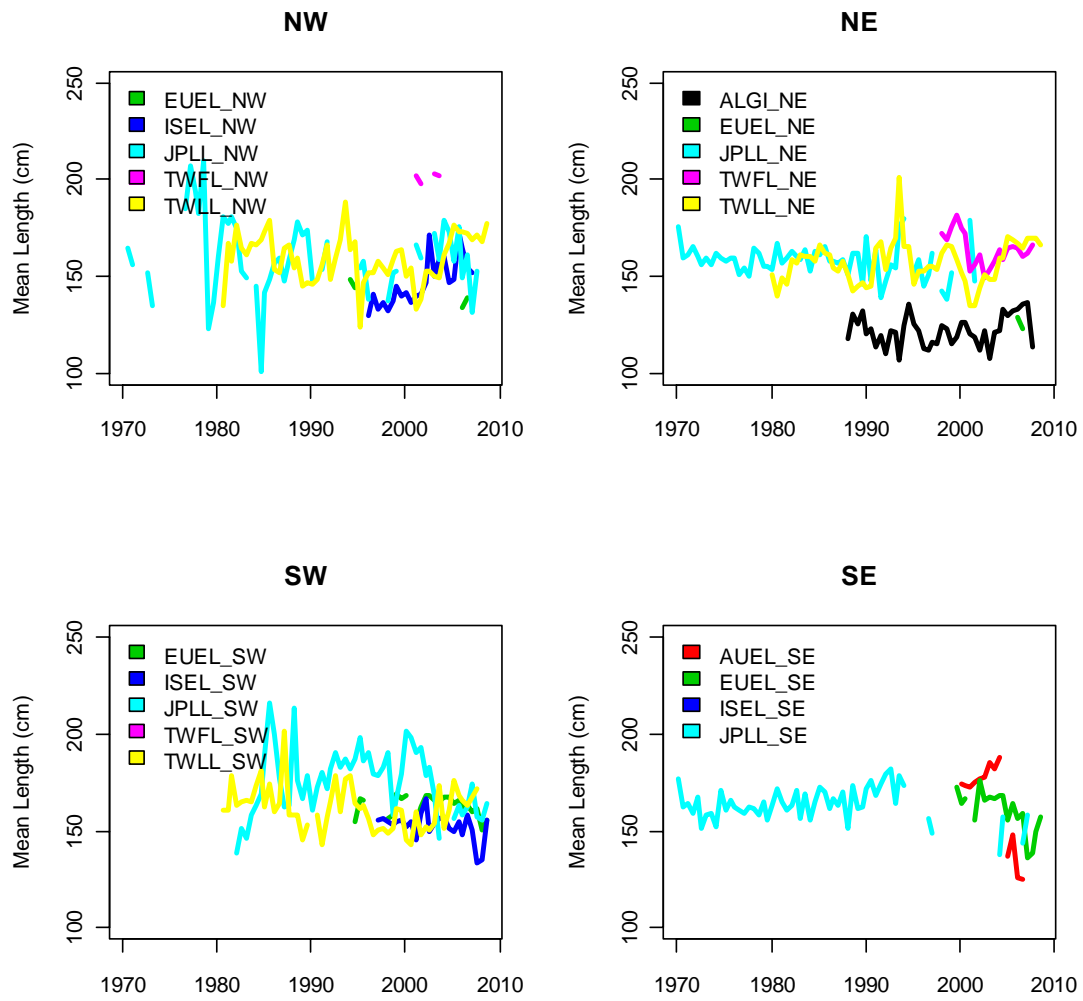 NW
Mean Length (cm)
250
200
150
100
EUEL_NW
ISEL_NW
JPLL_NW
TWFL_NW
TWLL_NW
1970 1980 1990 2000 2010
NE
Mean Length (cm)
250
200
150
100
ALGI_NE
EUEL_NE
JPLL_NE
TWFL_NE
TWLL_NE
1970 1980 1990 2000 2010
SW
Mean Length (cm)
250
200
150
100
EUEL_SW
ISEL_SW
JPLL_SW
TWFL_SW
TWLL_SW
1970 1980 1990 2000 2010
SE
Mean Length (cm)
250
200
150
100
AUEL_SE
EUEL_SE
ISEL_SE
JPLL_SE
1970 1980 1990 2000 2010